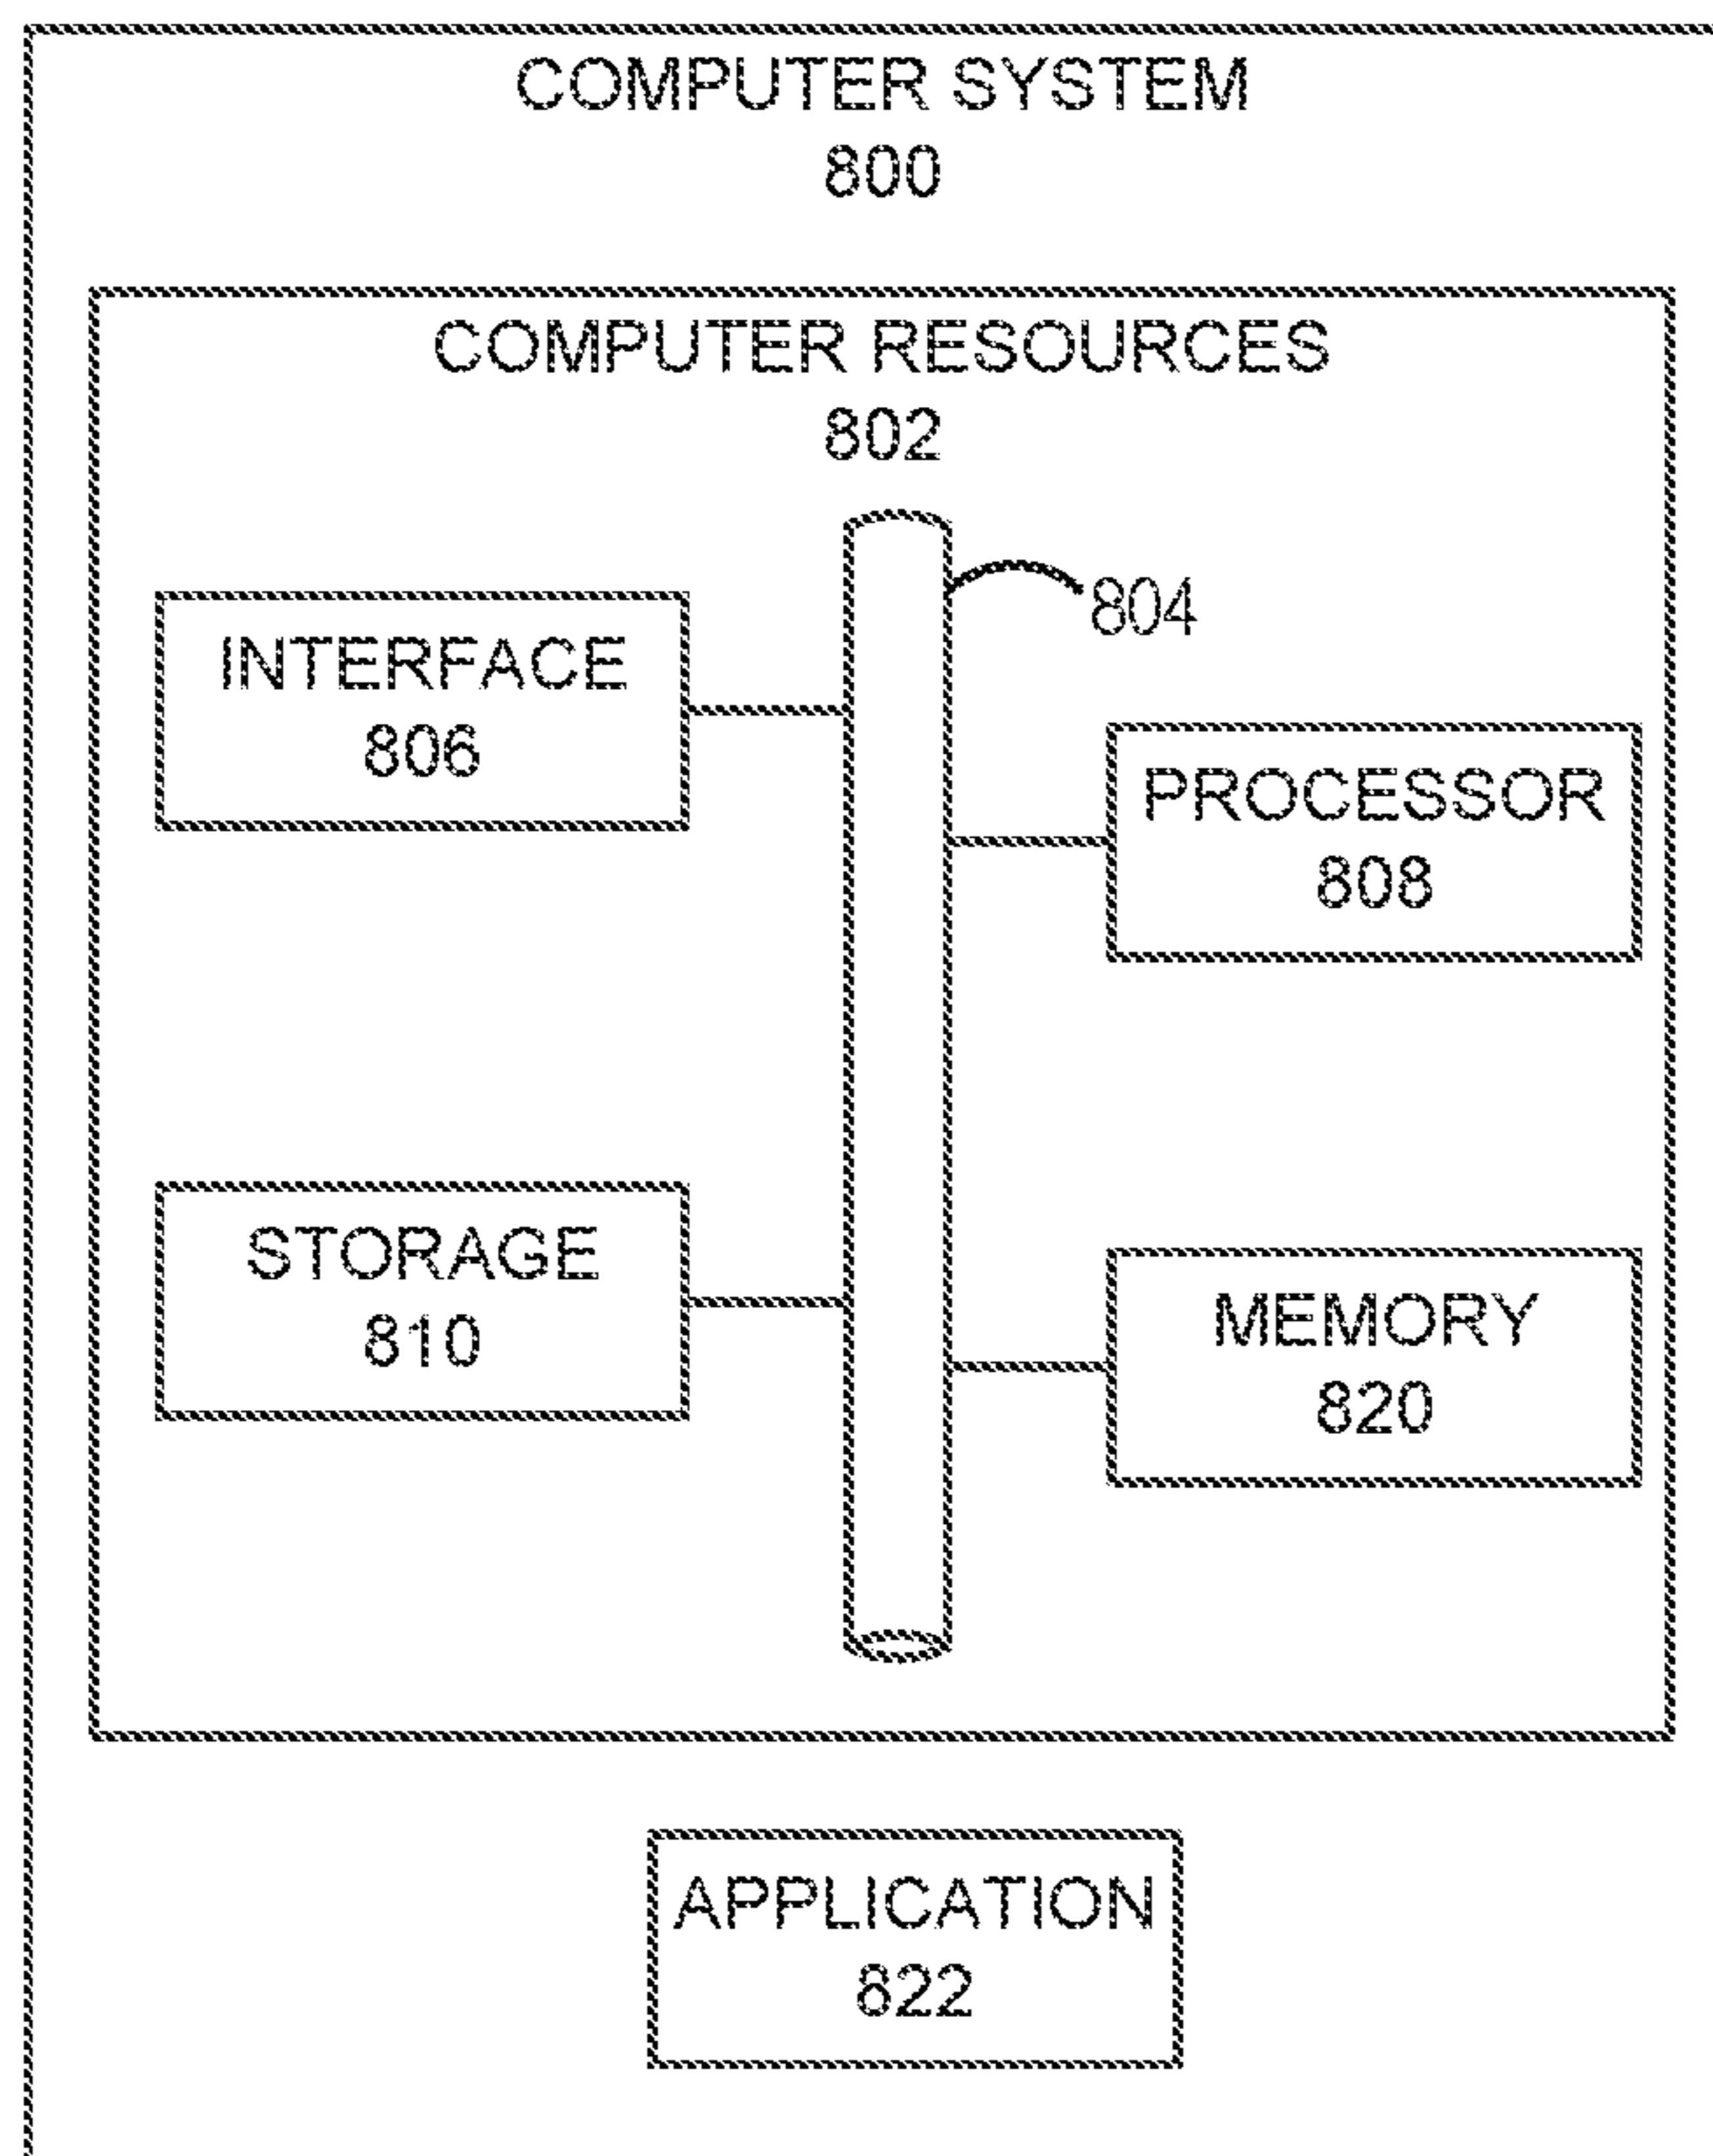 COMPUTER SYSTEM
800
COMPUTER RESOURCES
802
804
INTERFACE
806
PROCESSOR
808
STORAGE
810
MEMORY
820
APPLICATION
822